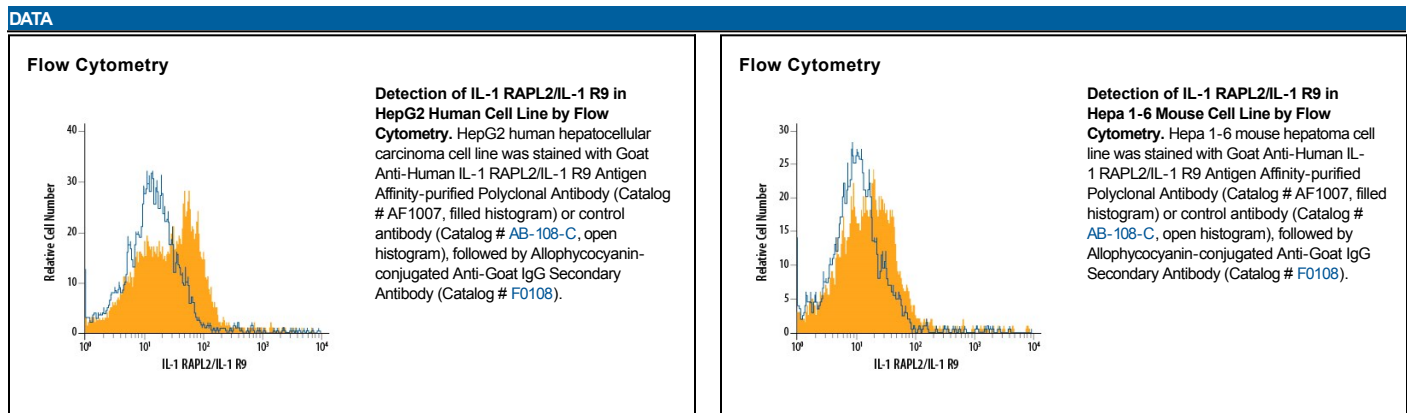 DATA
Flow Cytometry
40
30
20
10
0
Relative Cell Number
10⁰ 10¹ 10² 10³ 10⁴
IL-1 RAPL2/IL-1 R9
Detection of IL-1 RAPL2/IL-1 R9 in
HepG2 Human Cell Line by Flow
Cytometry. HepG2 human hepatocellular
carcinoma cell line was stained with Goat
Anti-Human IL-1 RAPL2/IL-1 R9 Antigen
Affinity-purified Polyclonal Antibody (Catalog
# AF1007, filled histogram) or control
antibody (Catalog # AB-108-C, open
histogram), followed by Allophycocyanin-
conjugated Anti-Goat IgG Secondary
Antibody (Catalog # F0108).
Flow Cytometry
30
25
20
15
10
5
0
Relative Cell Number
10⁰ 10¹ 10² 10³ 10⁴
IL-1 RAPL2/IL-1 R9
Detection of IL-1 RAPL2/IL-1 R9 in
Hepa 1-6 Mouse Cell Line by Flow
Cytometry. Hepa 1-6 mouse hepatoma cell
line was stained with Goat Anti-Human IL-
1 RAPL2/IL-1 R9 Antigen Affinity-purified
Polyclonal Antibody (Catalog # AF1007, filled
histogram) or control antibody (Catalog #
AB-108-C, open histogram), followed by
Allophycocyanin-conjugated Anti-Goat IgG
Secondary Antibody (Catalog # F0108).